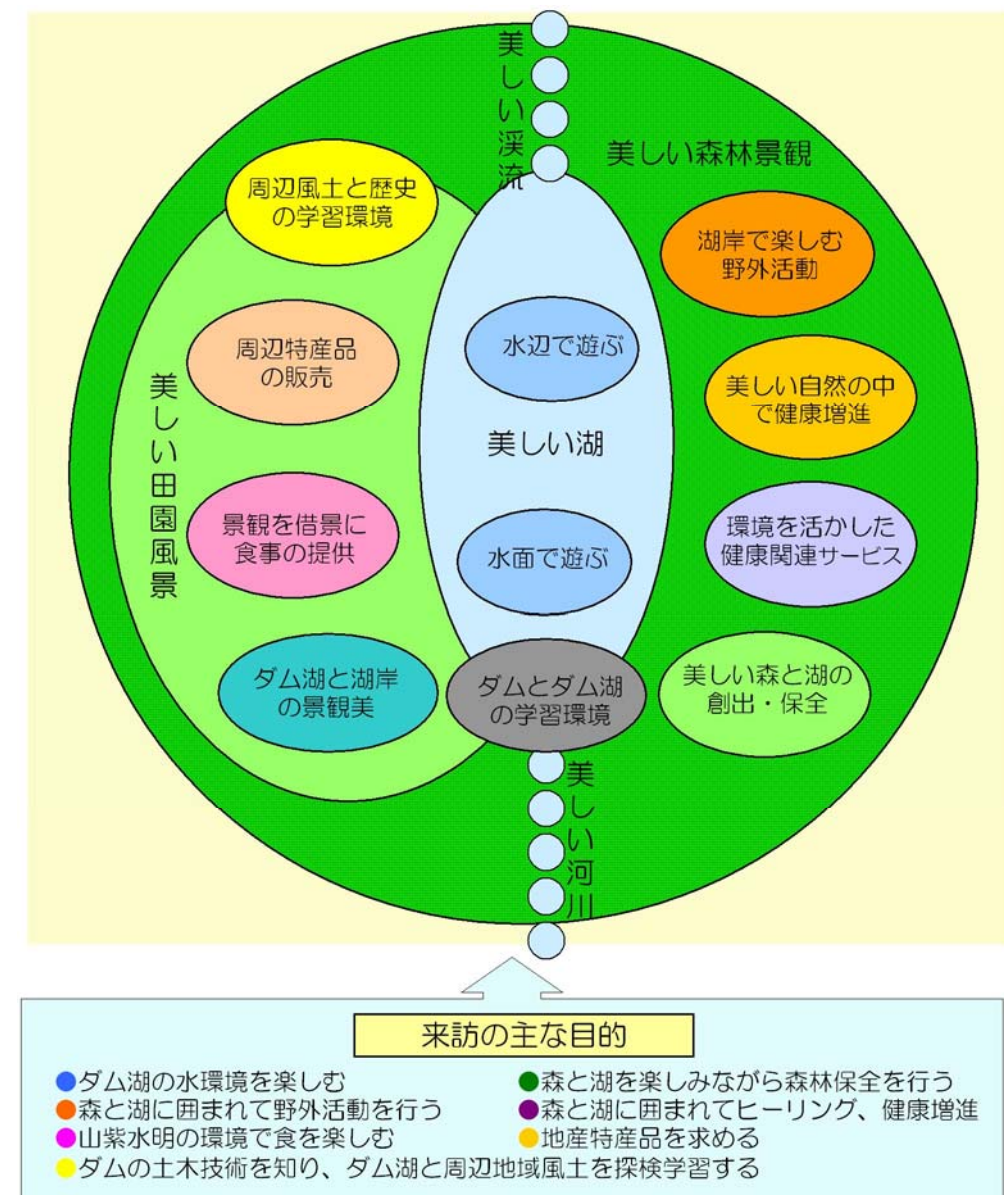 美しい渓流
美しい森林景観
周辺風土と歴史
の学習環境
湖岸で楽しむ
野外活動
周辺特産品
の販売
水辺で遊ぶ
美しい自然の中
で健康増進
美しい田園風景
美しい湖
景観を借景に
食事の提供
水面で遊ぶ
環境を活かした
健康関連サービス
ダム湖と湖岸
の景観美
ダムとダム湖
の学習環境
美しい森と湖の
創出・保全
美しい河川
来訪の主な目的
●ダム湖の水環境を楽しむ
●森と湖を楽しみながら森林保全を行う
●森と湖に囲まれて野外活動を行う
●森と湖に囲まれてヒーリング、健康増進
●山紫水明の環境で食を楽しむ
●地産特産品を求める
●ダムの土木技術を知り、ダム湖と周辺地域風土を探検学習する